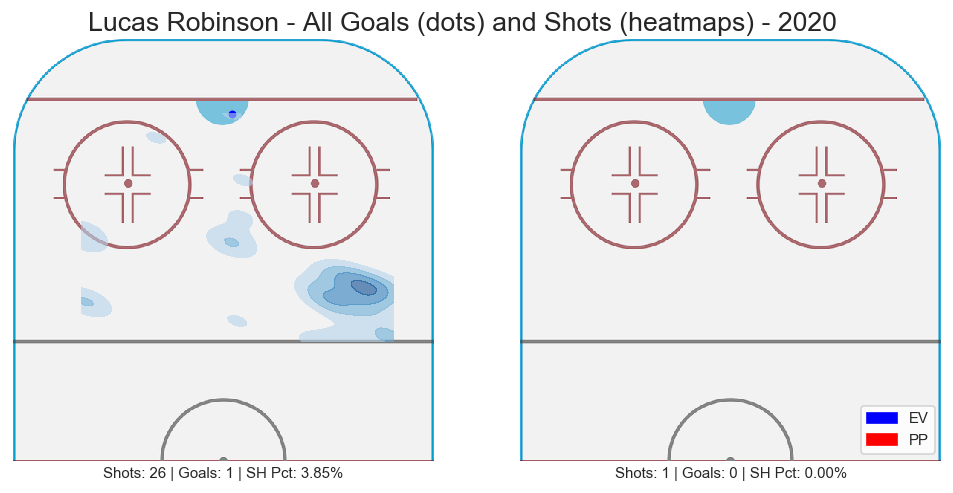 Lucas Robinson - All Goals (dots) and Shots (heatmaps) - 2020
EV
PP
Shots: 26 | Goals: 1 | SH Pct: 3.85%
Shots: 1 | Goals: 0 | SH Pct: 0.00%